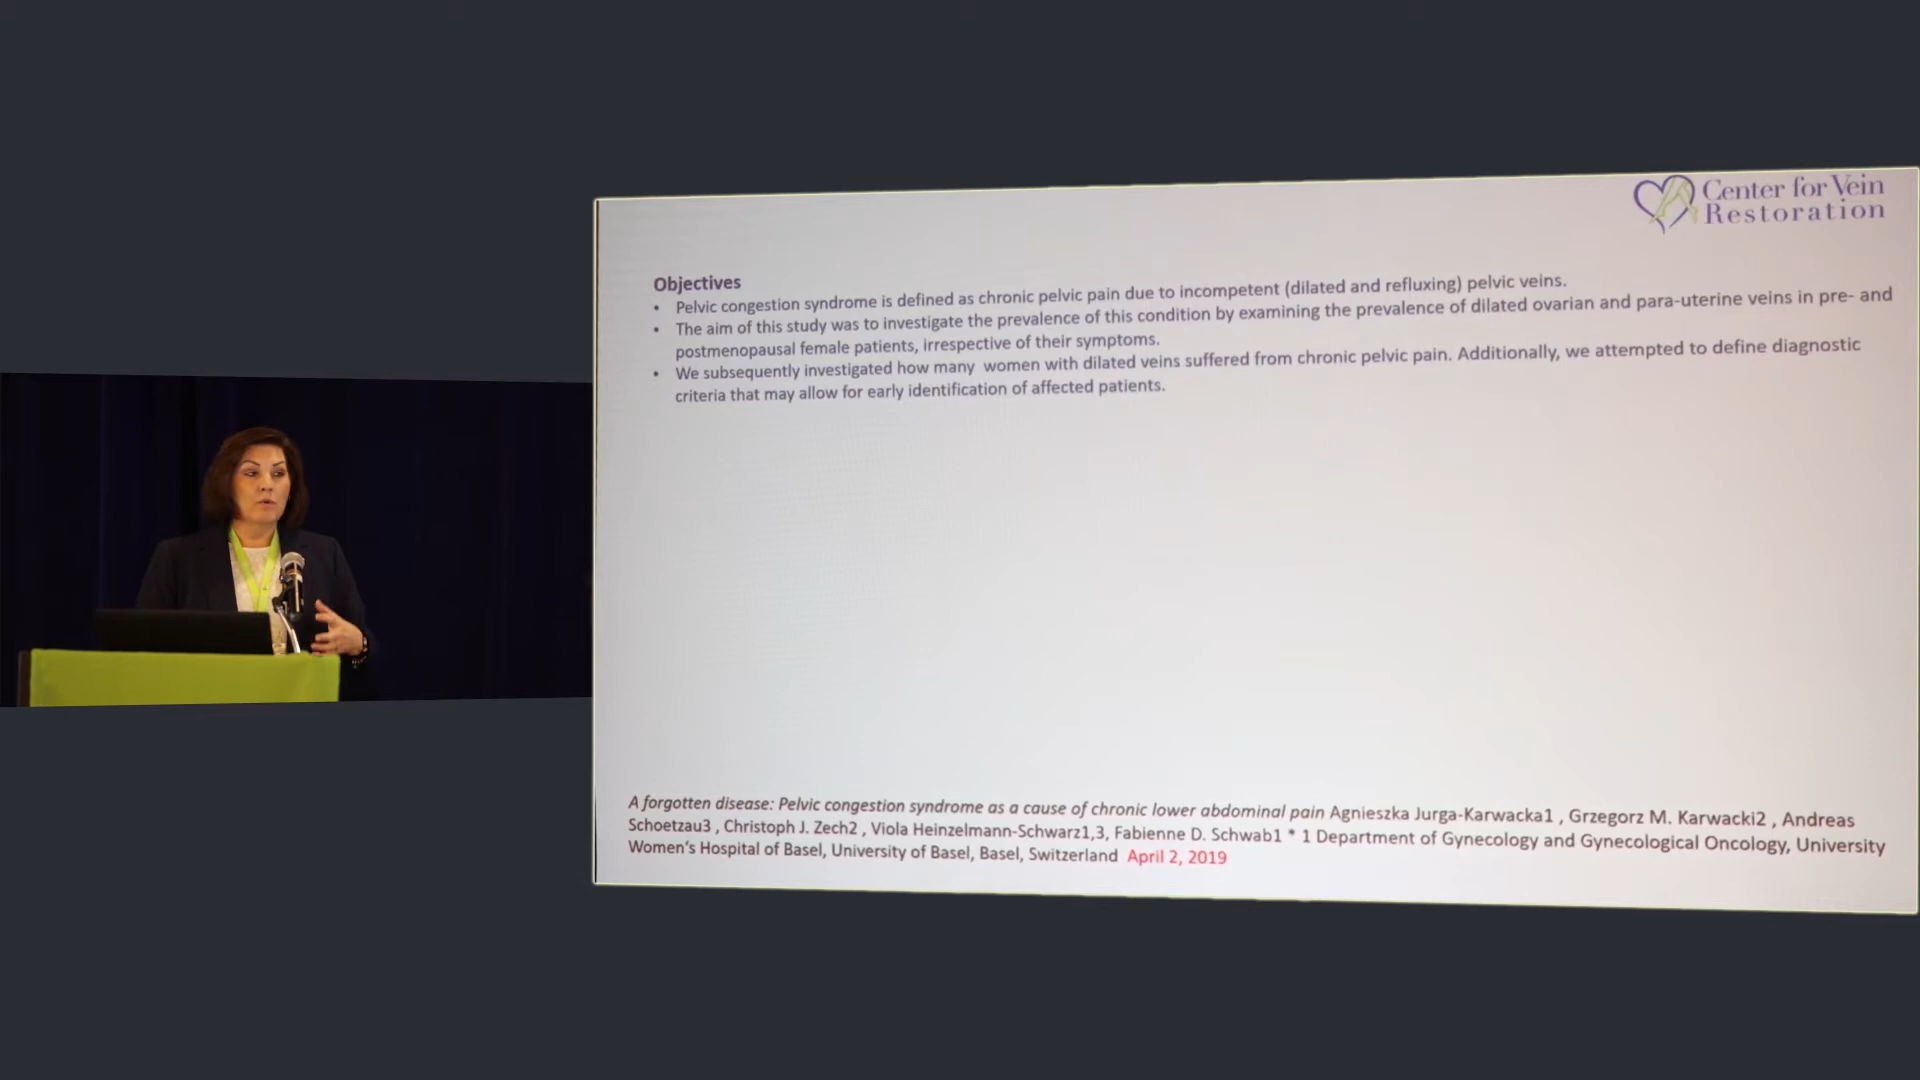 Center for Vein
Restoration
Objectives
• Pelvic congestion syndrome is defined as chronic pelvic pain due to incompetent (dilated and refluxing) pelvic veins.
• The aim of this study was to investigate the prevalence of this condition by examining the prevalence of dilated ovarian and para-uterine veins in pre- and
postmenopausal female patients, irrespective of their symptoms.
• We subsequently investigated how many women with dilated veins suffered from chronic pelvic pain. Additionally, we attempted to define diagnostic
criteria that may allow for early identification of affected patients.
A forgotten disease: Pelvic congestion syndrome as a cause of chronic lower abdominal pain Agnieszka Jurga-Karwacka1 , Grzegorz M. Karwacki2 , Andreas
Schoetzau3 , Christoph J. Zech2 , Viola Heinzelmann-Schwarz1,3, Fabienne D. Schwab1 * 1 Department of Gynecology and Gynecological Oncology, University
Women's Hospital of Basel, University of Basel, Basel, Switzerland April 2, 2019